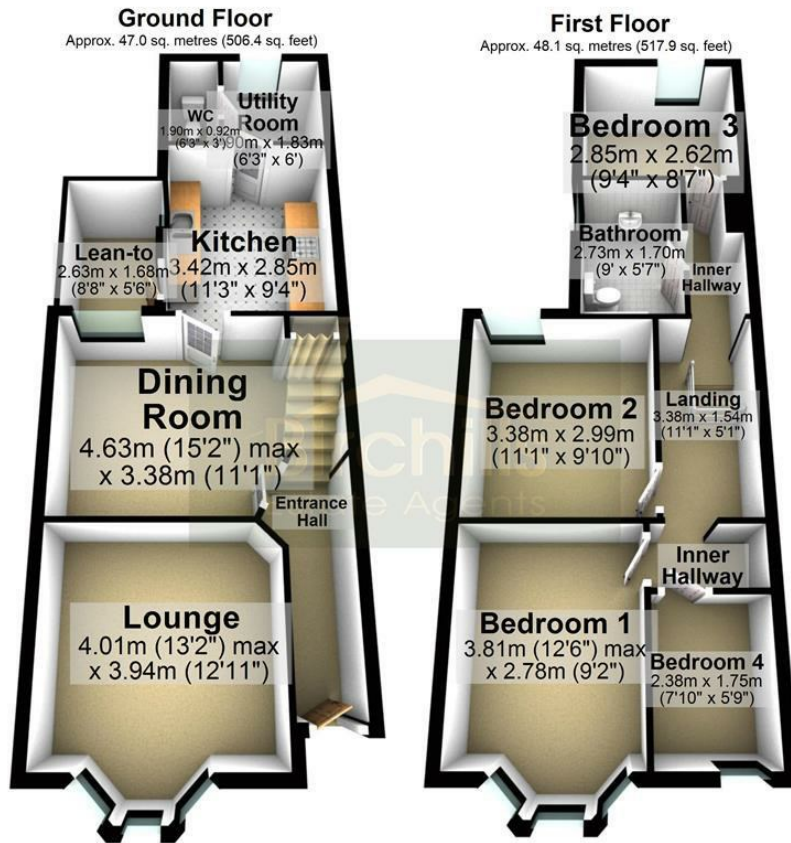 Ground Floor
Approx. 47.0 sq. metres (506.4 sq. feet)
WC
1.90m x 0.92m
(6'3" x 3')
Utility
Room
90m x 1.83m
(6'3" x 6')
Lean-to
2.63m x 1.68m
(8'8" x 5'6")
Kitchen
3.42m x 2.85m
(11'3" x 9'4")
Dining
Room
4.63m (15'2") max
x 3.38m (11'1")
Entrance
Hall
Lounge
4.01m (13'2") max
x 3.94m (12'11")
First Floor
Approx. 48.1 sq. metres (517.9 sq. feet)
Bedroom 3
2.85m x 2.62m
(9'4" x 8'7")
Bathroom
2.73m x 1.70m
(9' x 5'7")
Inner
Hallway
Bedroom 2
3.38m x 2.99m
(11'1" x 9'10")
Landing
3.38m x 1.54m
(11'1" x 5'1")
Inner
Hallway
Bedroom 1
3.81m (12'6") max
x 2.78m (9'2")
Bedroom 4
2.38m x 1.75m
(7'10" x 5'9")
Agents